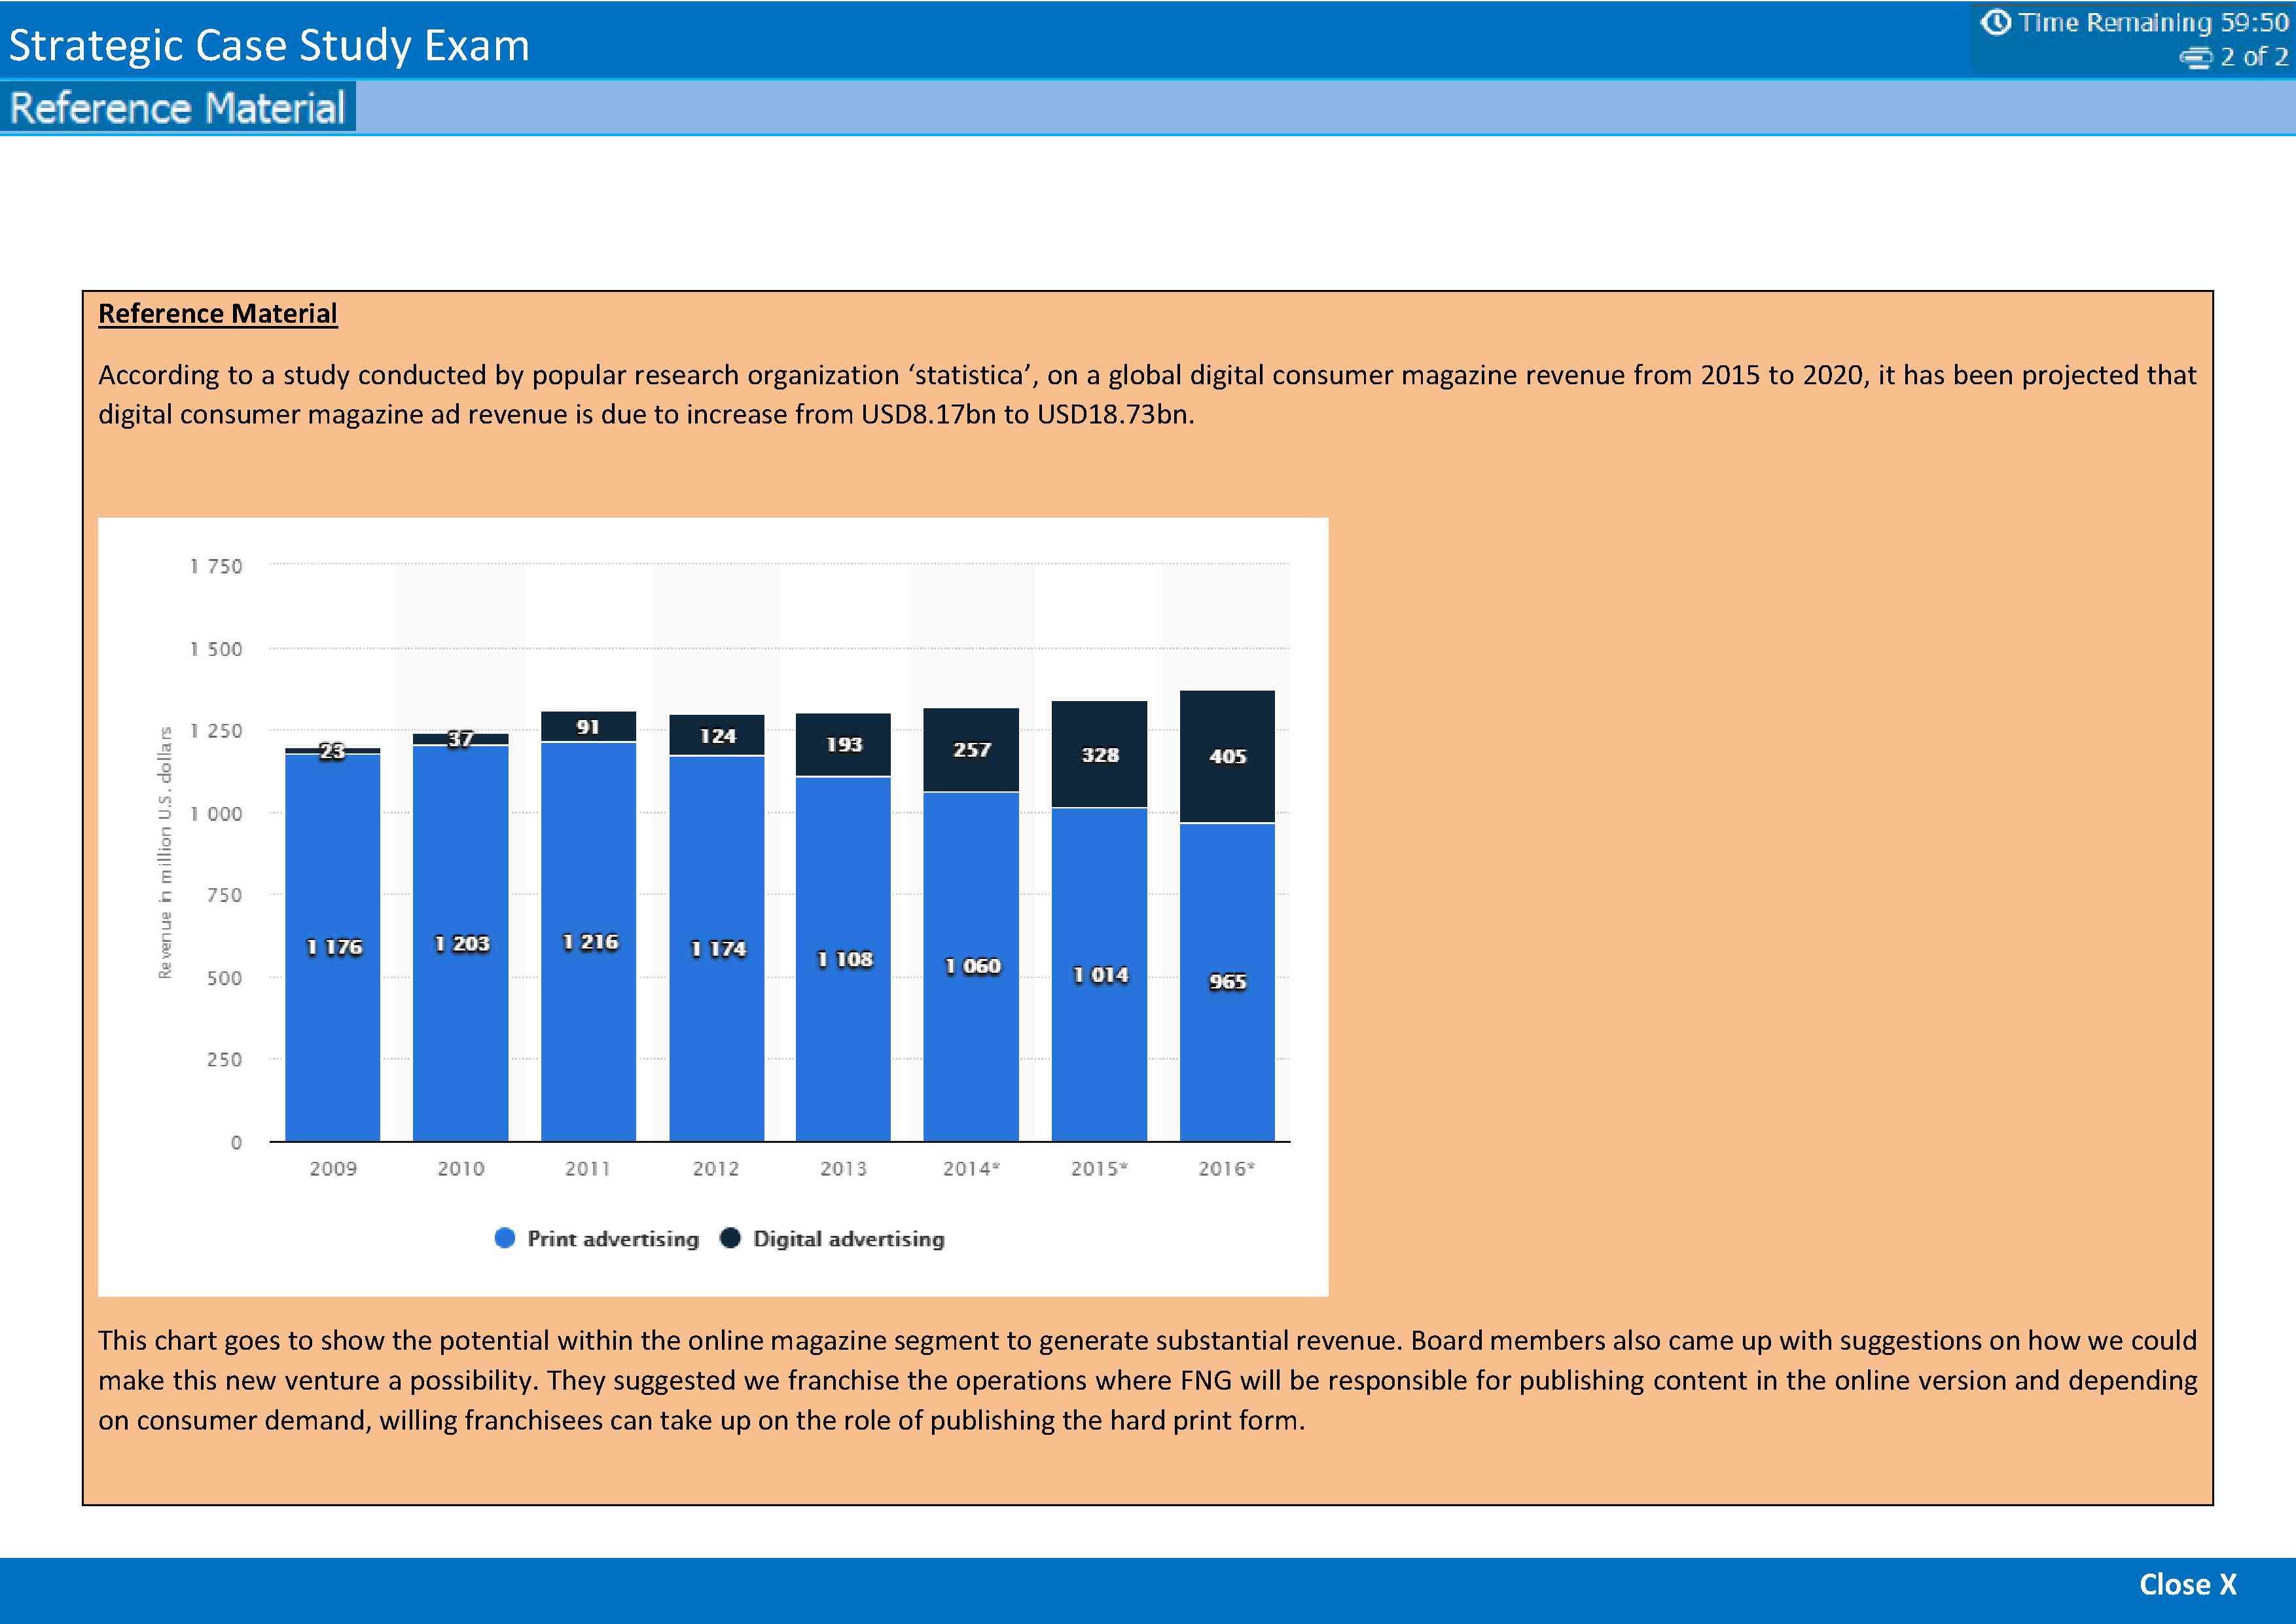 Strategic Case Study Exam
Time Remaining 59:50
2 of 2
Reference Material
Reference Material
According to a study conducted by popular research organization ‘statistica’, on a global digital consumer magazine revenue from 2015 to 2020, it has been projected that
digital consumer magazine ad revenue is due to increase from USD8.17bn to USD18.73bn.
Revenue in million U.S. dollars
1 750
1 500
1 250
1 000
750
500
250
0
23
37
91
124
193
257
328
405
1 176
1 203
1 216
1 174
1 108
1 060
1 014
965
2009
2010
2011
2012
2013
2014*
2015*
2016*
Print advertising
Digital advertising
This chart goes to show the potential within the online magazine segment to generate substantial revenue. Board members also came up with suggestions on how we could
make this new venture a possibility. They suggested we franchise the operations where FNG will be responsible for publishing content in the online version and depending
on consumer demand, willing franchisees can take up on the role of publishing the hard print form.
Close X